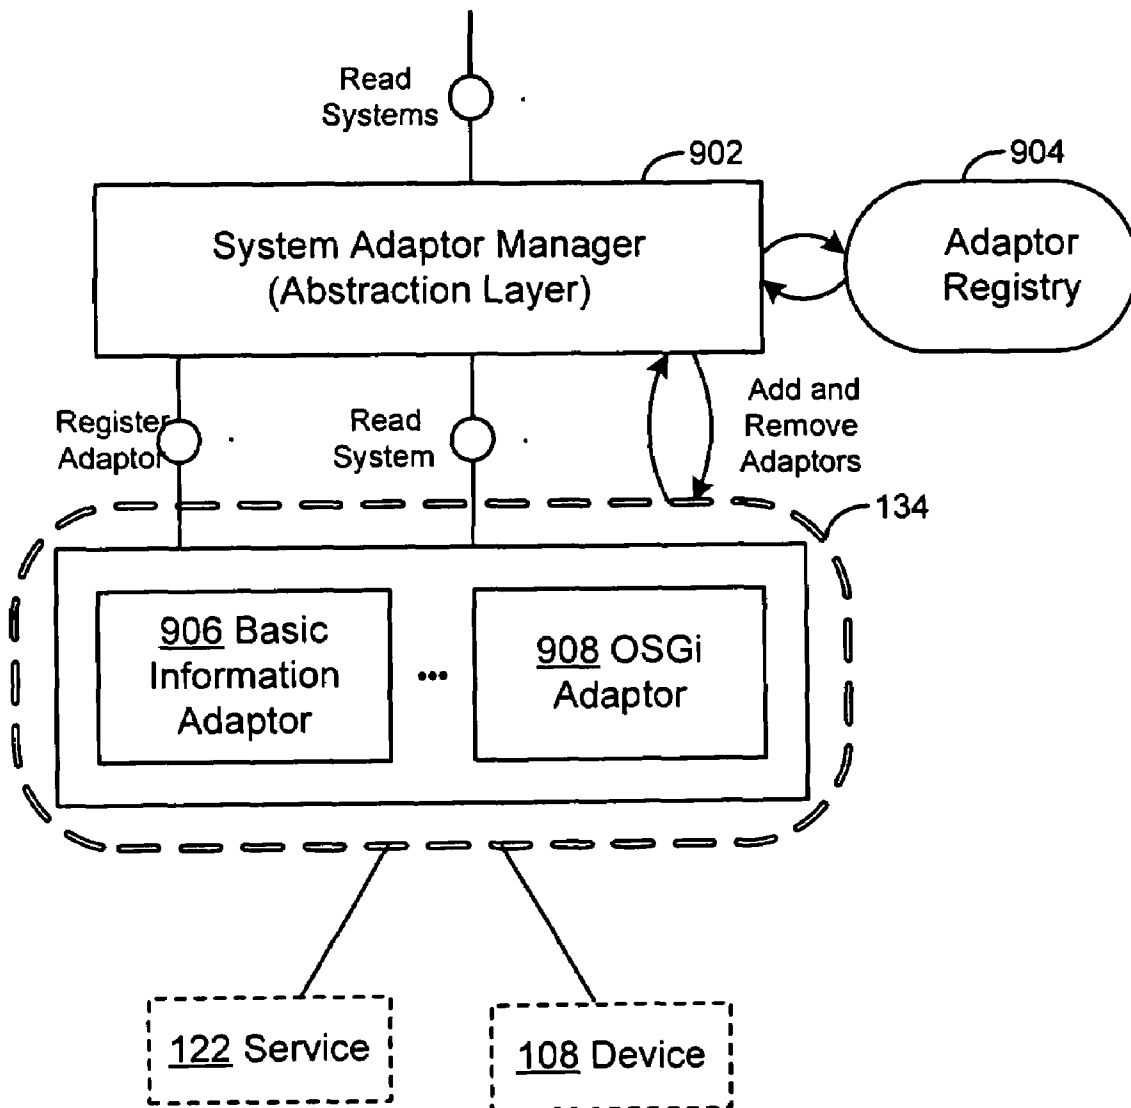 Read
Systems
902
904
System Adaptor Manager
(Abstraction Layer)
Adaptor
Registry
Register
Adaptor
Read
System
Add and
Remove
Adaptors
134
906 Basic
Information
Adaptor
...
908 OSGi
Adaptor
122 Service
108 Device